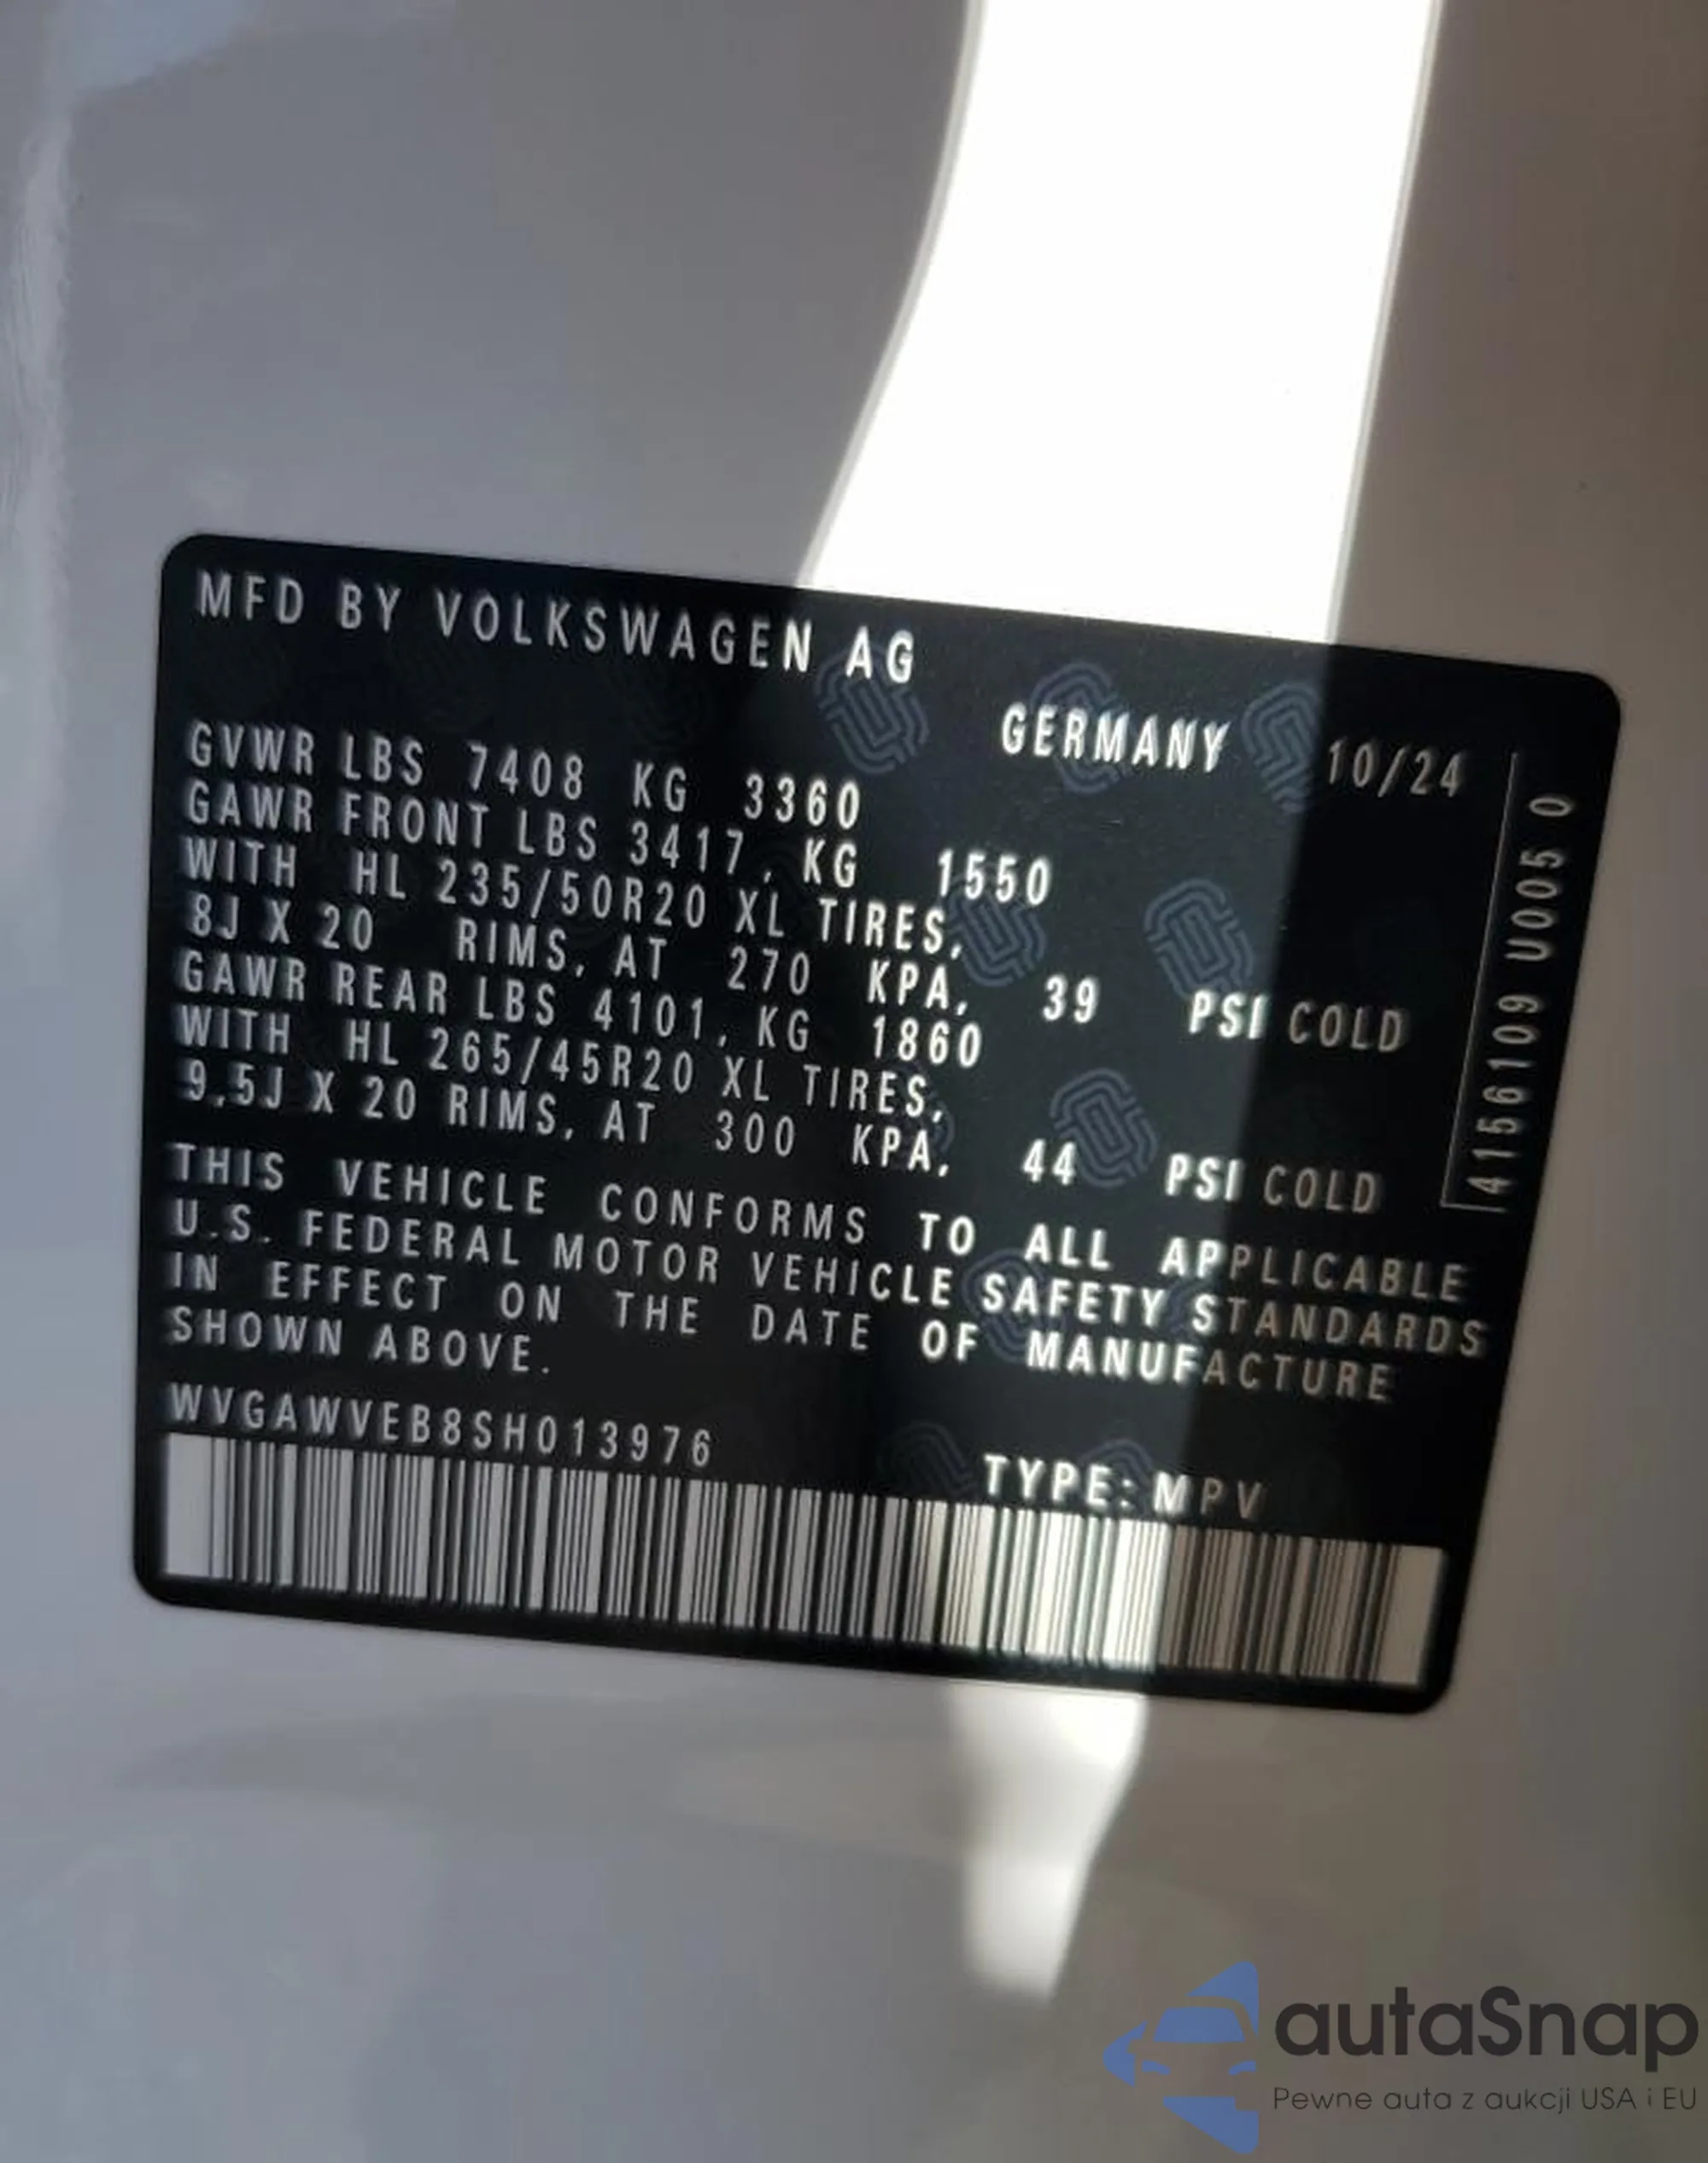 MFD BY VOLKSWAGEN AG
GERMANY 10/24
GVWR LBS 7408 KG 3360
GAWR FRONT LBS 3417, KG 1550
WITH HL 235/50R20 XL TIRES,
8J X 20 RIMS, AT 270 KPA, 39 PSI COLD
GAWR REAR LBS 4101, KG 1860
WITH HL 265/45R20 XL TIRES,
9.5J X 20 RIMS, AT 300 KPA, 44 PSI COLD
THIS VEHICLE CONFORMS TO ALL APPLICABLE
U.S. FEDERAL MOTOR VEHICLE SAFETY STANDARDS
IN EFFECT ON THE DATE OF MANUFACTURE
SHOWN ABOVE.
WVGAWVEB8SH013976
TYPE: MPV
4156109 U005 0
autaSnap
Pewne auta z aukcji USA i EU